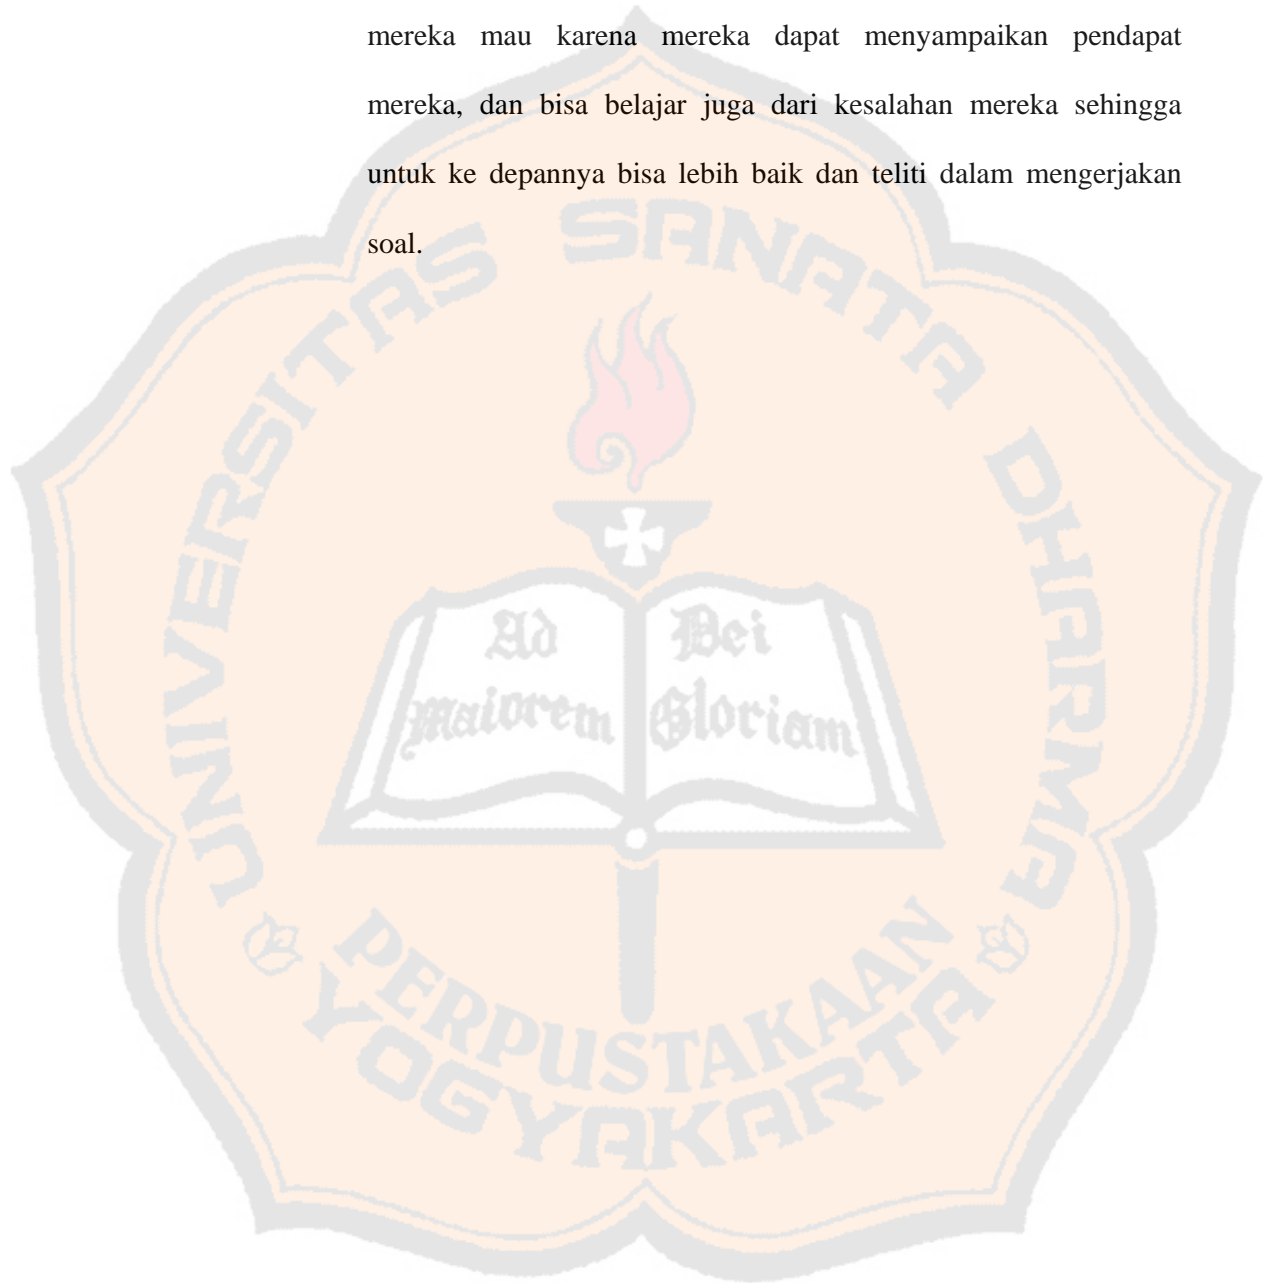 mereka mau karena mereka dapat menyampaikan pendapat
mereka, dan bisa belajar juga dari kesalahan mereka sehingga
untuk ke depannya bisa lebih baik dan teliti dalam mengerjakan
soal.
UNIVERSITAS SANATA DHARMA
Ad
maiorem
Dei
Gloriam
PERPUSTAKAAN
YOGYAKARTA